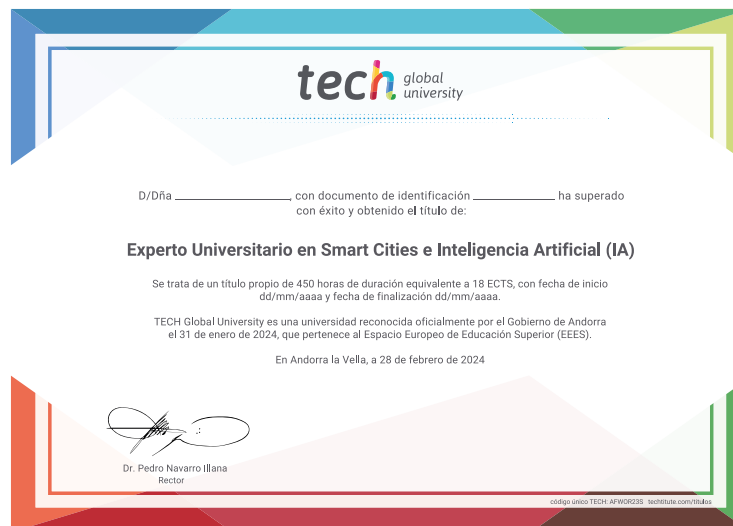 tech global university
D/Dña ____________________, con documento de identificación ______________ ha superado
con éxito y obtenido el título de:
Experto Universitario en Smart Cities e Inteligencia Artificial (IA)
Se trata de un título propio de 450 horas de duración equivalente a 18 ECTS, con fecha de inicio
dd/mm/aaaa y fecha de finalización dd/mm/aaaa.
TECH Global University es una universidad reconocida oficialmente por el Gobierno de Andorra
el 31 de enero de 2024, que pertenece al Espacio Europeo de Educación Superior (EEES).
En Andorra la Vella, a 28 de febrero de 2024
Dr. Pedro Navarro Illana
Rector
código único TECH: AFWOR23S techtitute.com/titulos